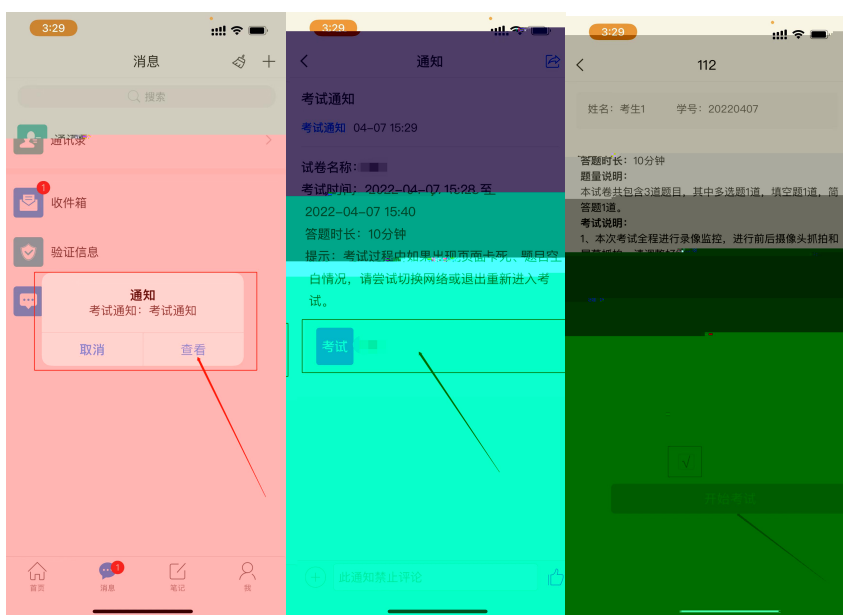 3:29
消息
搜索
通讯录
1
收件箱
验证信息
通知
考试通知：考试通知
取消
查看
首页
消息
1
笔记
我
3:29
通知
考试通知
考试通知 04-07 15:29
试卷名称：
考试时间：2022-04-07 15:28 至
2022-04-07 15:40
答题时长：10分钟
提示：考试过程中如果出现页面卡死、题目空
白情况，请尝试切换网络或退出重新进入考
试。
考试
此通知禁止评论
3:29
112
姓名：考生1 学号：20220407
答题时长：10分钟
题量说明：
本试卷共包含3道题目，其中多选题1道，填空题1道，简
答题1道。
考试说明：
1、本次考试全程进行录像监控，进行前后摄像头抓拍和
开始考试